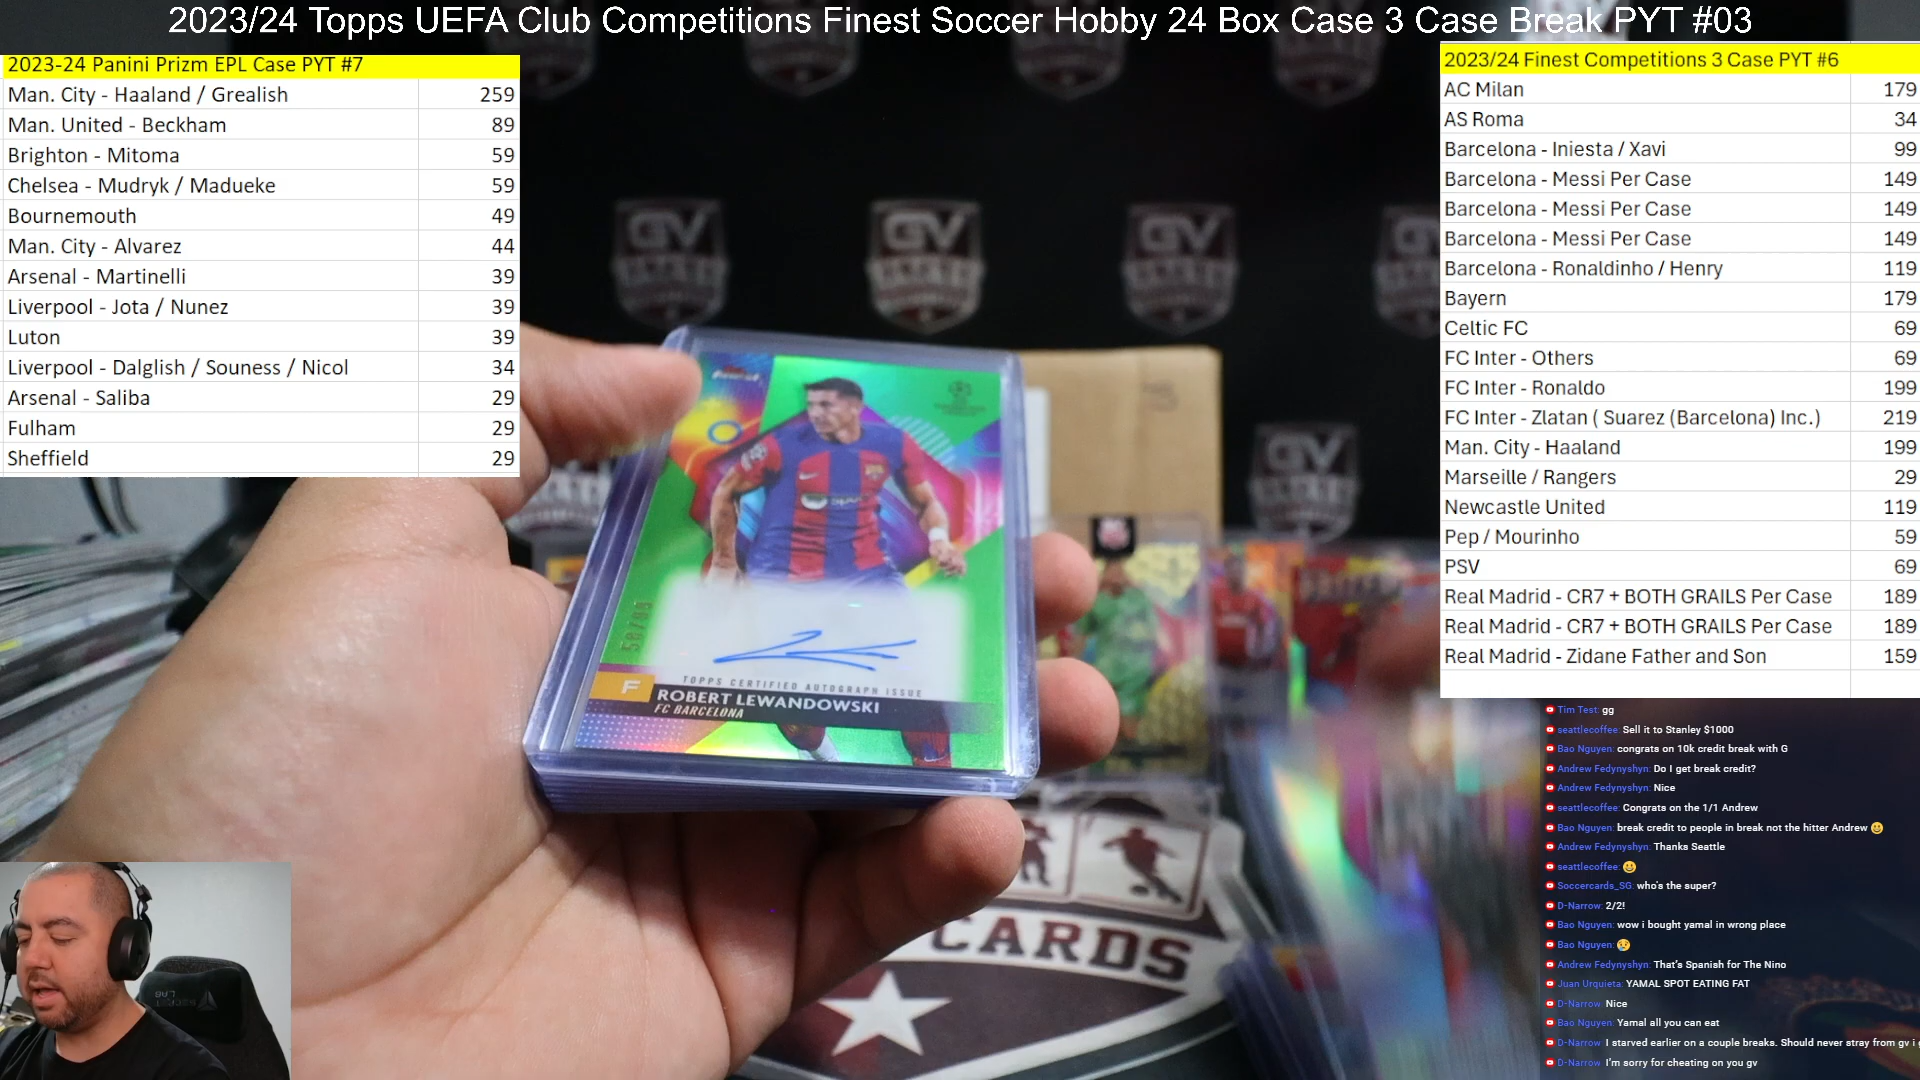 2023/24 Topps UEFA Club Competitions Finest Soccer Hobby 24 Box Case 3 Case Break PYT #03
2023-24 Panini Prizm EPL Case PYT #7
Man. City - Haaland / Grealish 259
Man. United - Beckham 89
Brighton - Mitoma 59
Chelsea - Mudryk / Madueke 59
Bournemouth 49
Man. City - Alvarez 44
Arsenal - Martinelli 39
Liverpool - Jota / Nunez 39
Luton 39
Liverpool - Dalglish / Souness / Nicol 34
Arsenal - Saliba 29
Fulham 29
Sheffield 29
2023/24 Finest Competitions 3 Case PYT #6
AC Milan 179
AS Roma 34
Barcelona - Iniesta / Xavi 99
Barcelona - Messi Per Case 149
Barcelona - Messi Per Case 149
Barcelona - Messi Per Case 149
Barcelona - Ronaldinho / Henry 119
Bayern 179
Celtic FC 69
FC Inter - Others 69
FC Inter - Ronaldo 199
FC Inter - Zlatan ( Suarez (Barcelona) Inc.) 219
Man. City - Haaland 199
Marseille / Rangers 29
Newcastle United 119
Pep / Mourinho 59
PSV 69
Real Madrid - CR7 + BOTH GRAILS Per Case 189
Real Madrid - CR7 + BOTH GRAILS Per Case 189
Real Madrid - Zidane Father and Son 159
GV
GV
GV
Finest
TOPPS CERTIFIED AUTOGRAPH ISSUE
F
ROBERT LEWANDOWSKI
FC BARCELONA
CARDS
Tim Test: gg
seattlecoffee: Sell it to Stanley $1000
Bao Nguyen: congrats on 10k credit break with G
Andrew Fedynyshyn: Do I get break credit?
Andrew Fedynyshyn: Nice
seattlecoffee: Congrats on the 1/1 Andrew
Bao Nguyen: break credit to people in break not the hitter Andrew 😀
Andrew Fedynyshyn: Thanks Seattle
seattlecoffee: 😀
Soccercards_SG: who's the super?
D-Narrow: 2/2!
Bao Nguyen: wow i bought yamal in wrong place
Bao Nguyen: 😢
Andrew Fedynyshyn: That's Spanish for The Nino
Juan Urquieta: YAMAL SPOT EATING FAT
D-Narrow: Nice
Bao Nguyen: Yamal all you can eat
D-Narrow: I starved earlier on a couple breaks. Should never stray from gv i
D-Narrow: I'm sorry for cheating on you gv